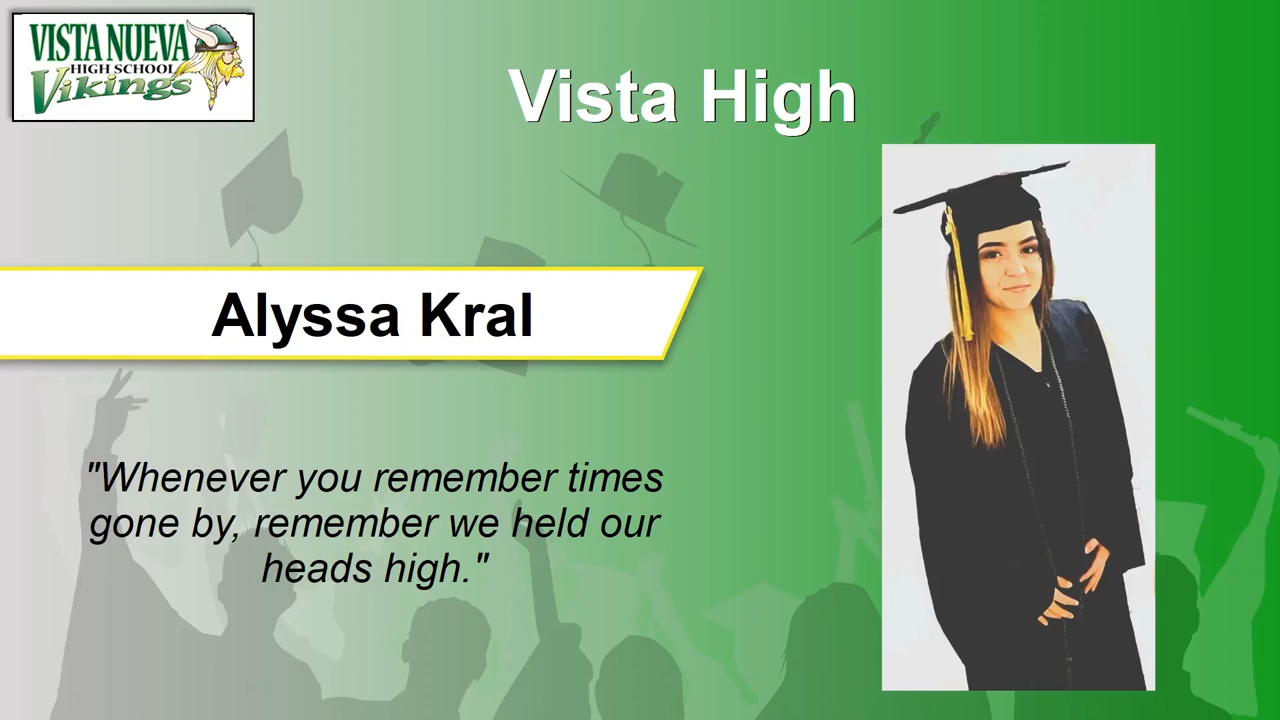 VISTA NUEVA
HIGH SCHOOL
Vikings
Vista High
Alyssa Kral
"Whenever you remember times
gone by, remember we held our
heads high."